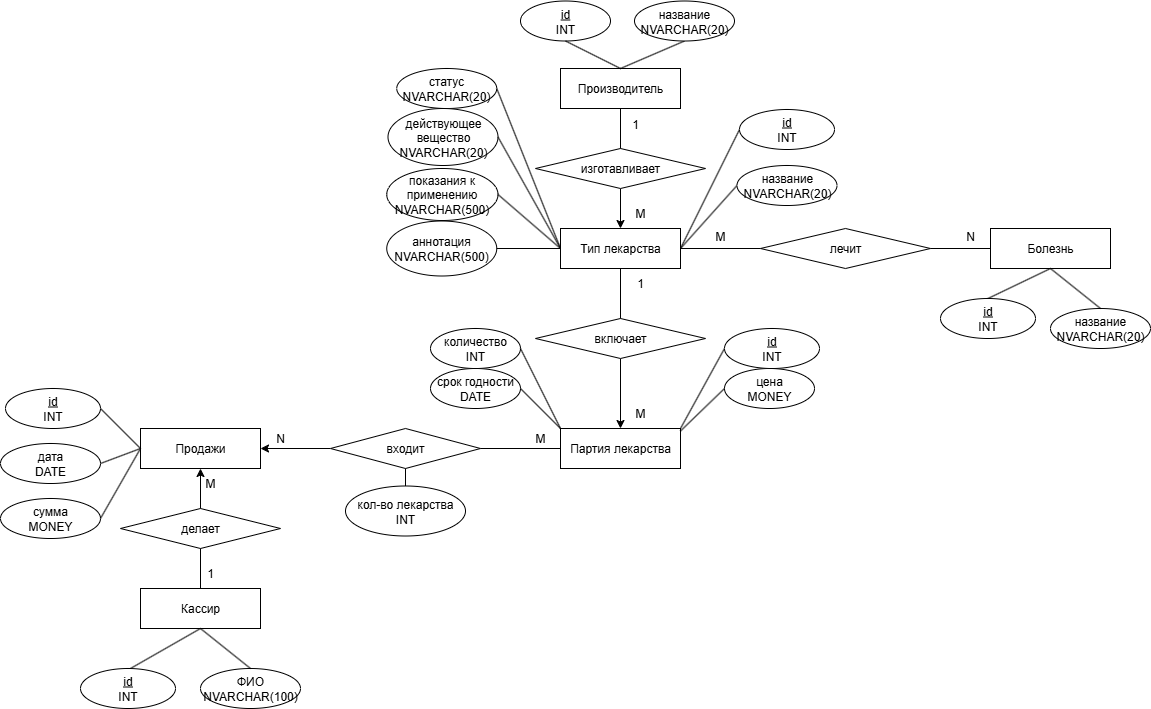 id
INT
название
NVARCHAR(20)
Производитель
статус
NVARCHAR(20)
1
действующее
вещество
NVARCHAR(20)
id
INT
изготавливает
показания к
применению
NVARCHAR(500)
название
NVARCHAR(20)
M
аннотация
NVARCHAR(500)
Тип лекарства
M
лечит
N
Болезнь
1
id
INT
название
NVARCHAR(20)
количество
INT
включает
id
INT
срок годности
DATE
цена
MONEY
M
id
INT
Продажи
N
входит
M
Партия лекарства
дата
DATE
M
кол-во лекарства
INT
сумма
MONEY
делает
1
Кассир
id
INT
ФИО
NVARCHAR(100)